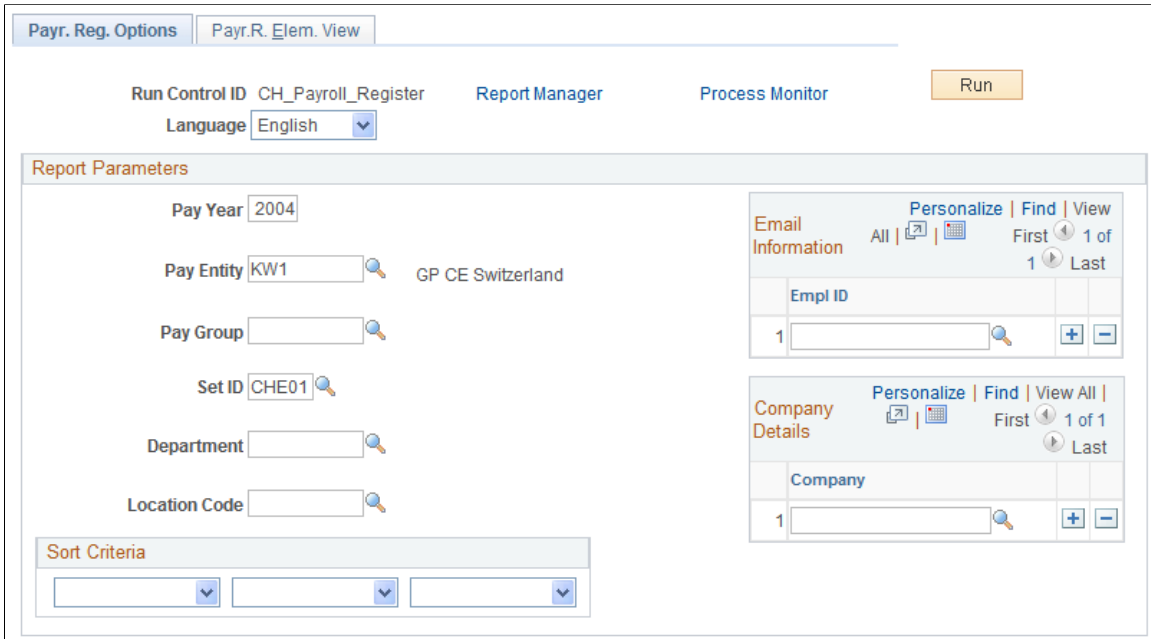 Payr. Reg. Options Payr.R. Elem. View
Run Control ID CH_Payroll_Register Report Manager Process Monitor Run
Language English
Report Parameters
Pay Year 2004
Pay Entity KW1 GP CE Switzerland
Pay Group
Set ID CHE01
Department
Location Code
Sort Criteria
Email Information
Personalize | Find | View
All | | First 1 of
1 Last
Empl ID
1
Company Details
Personalize | Find | View All |
| First 1 of 1
Last
Company
1